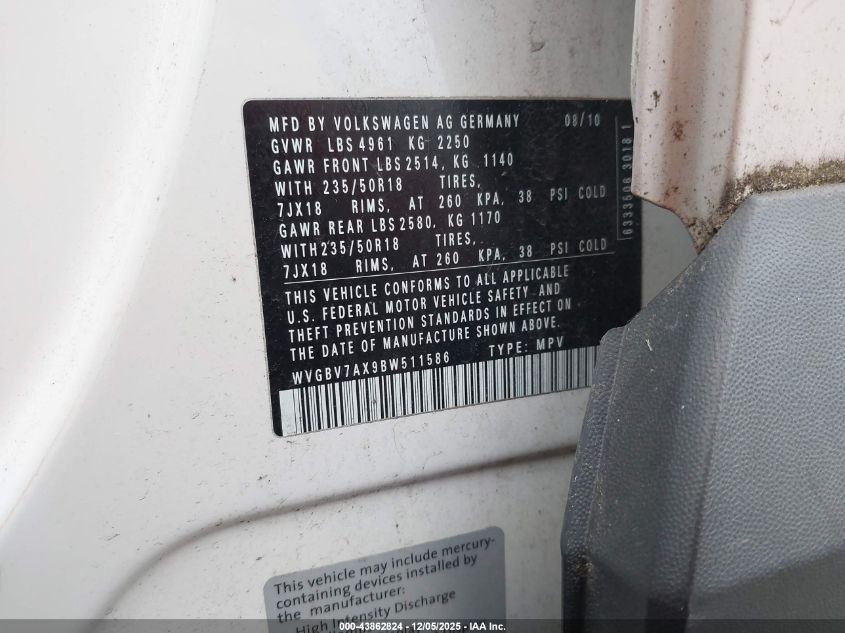 MFD BY VOLKSWAGEN AG GERMANY 08/10
GVWR LBS 4961 KG 2250
GAWR FRONT LBS 2514, KG 1140
WITH 235/50R18 TIRES,
7JX18 RIMS, AT 260 KPA, 38 PSI COLD
GAWR REAR LBS 2580, KG 1170
WITH 235/50R18 TIRES,
7JX18 RIMS, AT 260 KPA, 38 PSI COLD
THIS VEHICLE CONFORMS TO ALL APPLICABLE
U.S. FEDERAL MOTOR VEHICLE SAFETY AND
THEFT PREVENTION STANDARDS IN EFFECT ON
THE DATE OF MANUFACTURE SHOWN ABOVE.
WVGBV7AX9BW511586 TYPE: MPV
6333506 3018 1
This vehicle may include mercury-
containing devices installed by
the manufacturer:
High Intensity Discharge
000-43862824 | 12/05/2025 - IAA Inc.